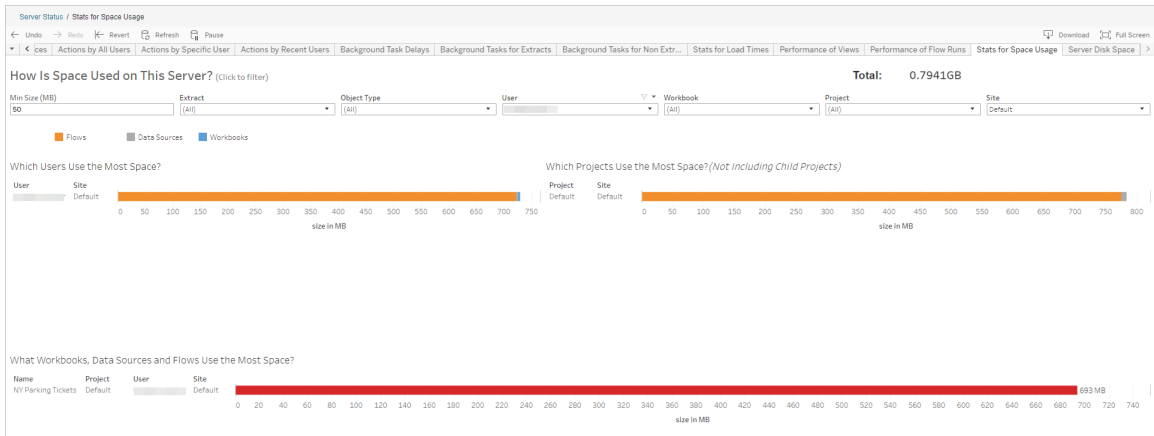 Server Status / Stats for Space Usage
← Undo → Redo |← Revert Refresh Pause Download Full Screen
ces Actions by All Users Actions by Specific User Actions by Recent Users Background Task Delays Background Tasks for Extracts Background Tasks for Non Extr... Stats for Load Times Performance of Views Performance of Flow Runs Stats for Space Usage Server Disk Space
How Is Space Used on This Server? (Click to filter) Total: 0.7941GB
Min Size (MB) Extract Object Type User Workbook Project Site
50 (All) (All) (All) (All) Default
Flows Data Sources Workbooks
Which Users Use the Most Space? Which Projects Use the Most Space? (Not Including Child Projects)
User Site Project Site
Default Default Default
0 50 100 150 200 250 300 350 400 450 500 550 600 650 700 750 0 50 100 150 200 250 300 350 400 450 500 550 600 650 700 750 800
size in MB size in MB
What Workbooks, Data Sources and Flows Use the Most Space?
Name Project User Site
NY Parking Tickets Default Default 693 MB
0 20 40 60 80 100 120 140 160 180 200 220 240 260 280 300 320 340 360 380 400 420 440 460 480 500 520 540 560 580 600 620 640 660 680 700 720 740
size in MB